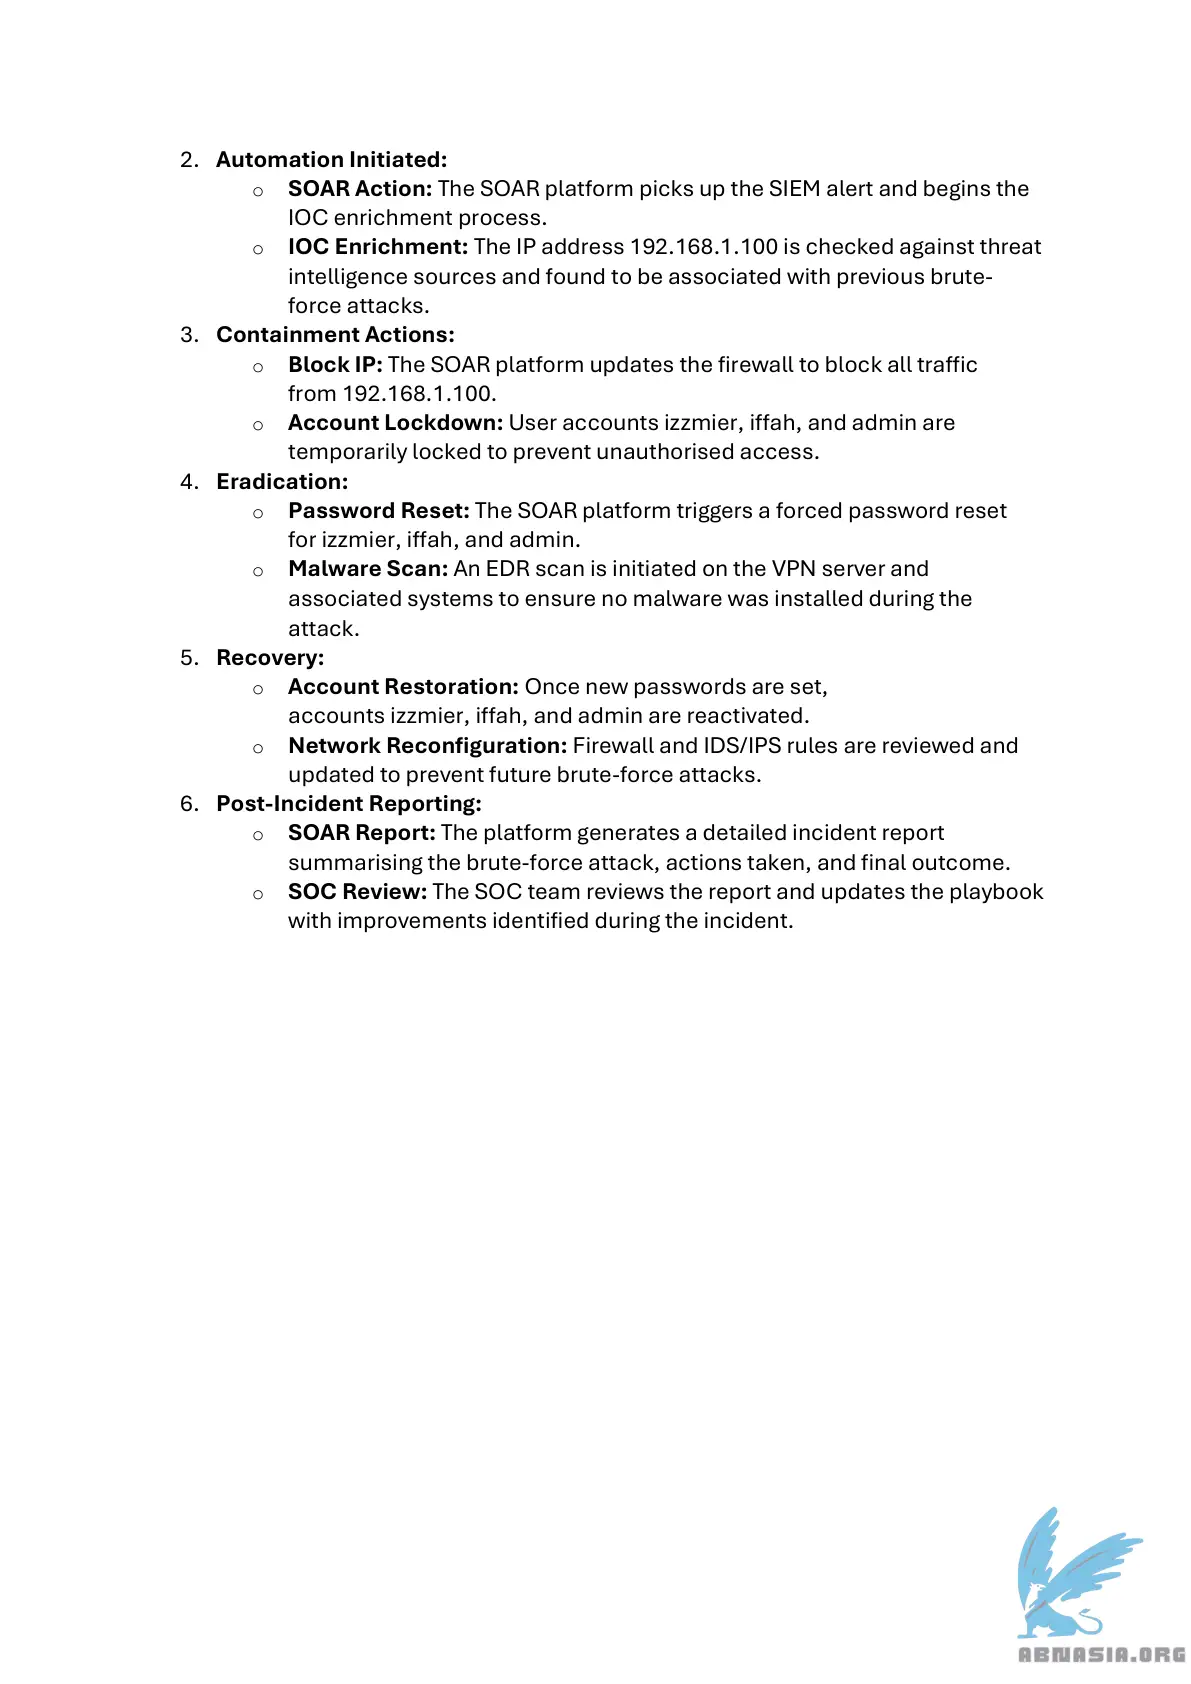 2. Automation Initiated:
o SOAR Action: The SOAR platform picks up the SIEM alert and begins the
IOC enrichment process.
o IOC Enrichment: The IP address 192.168.1.100 is checked against threat
intelligence sources and found to be associated with previous brute-
force attacks.
3. Containment Actions:
o Block IP: The SOAR platform updates the firewall to block all traffic
from 192.168.1.100.
o Account Lockdown: User accounts izzmier, iffah, and admin are
temporarily locked to prevent unauthorised access.
4. Eradication:
o Password Reset: The SOAR platform triggers a forced password reset
for izzmier, iffah, and admin.
o Malware Scan: An EDR scan is initiated on the VPN server and
associated systems to ensure no malware was installed during the
attack.
5. Recovery:
o Account Restoration: Once new passwords are set,
accounts izzmier, iffah, and admin are reactivated.
o Network Reconfiguration: Firewall and IDS/IPS rules are reviewed and
updated to prevent future brute-force attacks.
6. Post-Incident Reporting:
o SOAR Report: The platform generates a detailed incident report
summarising the brute-force attack, actions taken, and final outcome.
o SOC Review: The SOC team reviews the report and updates the playbook
with improvements identified during the incident.
ABNASIA.ORG